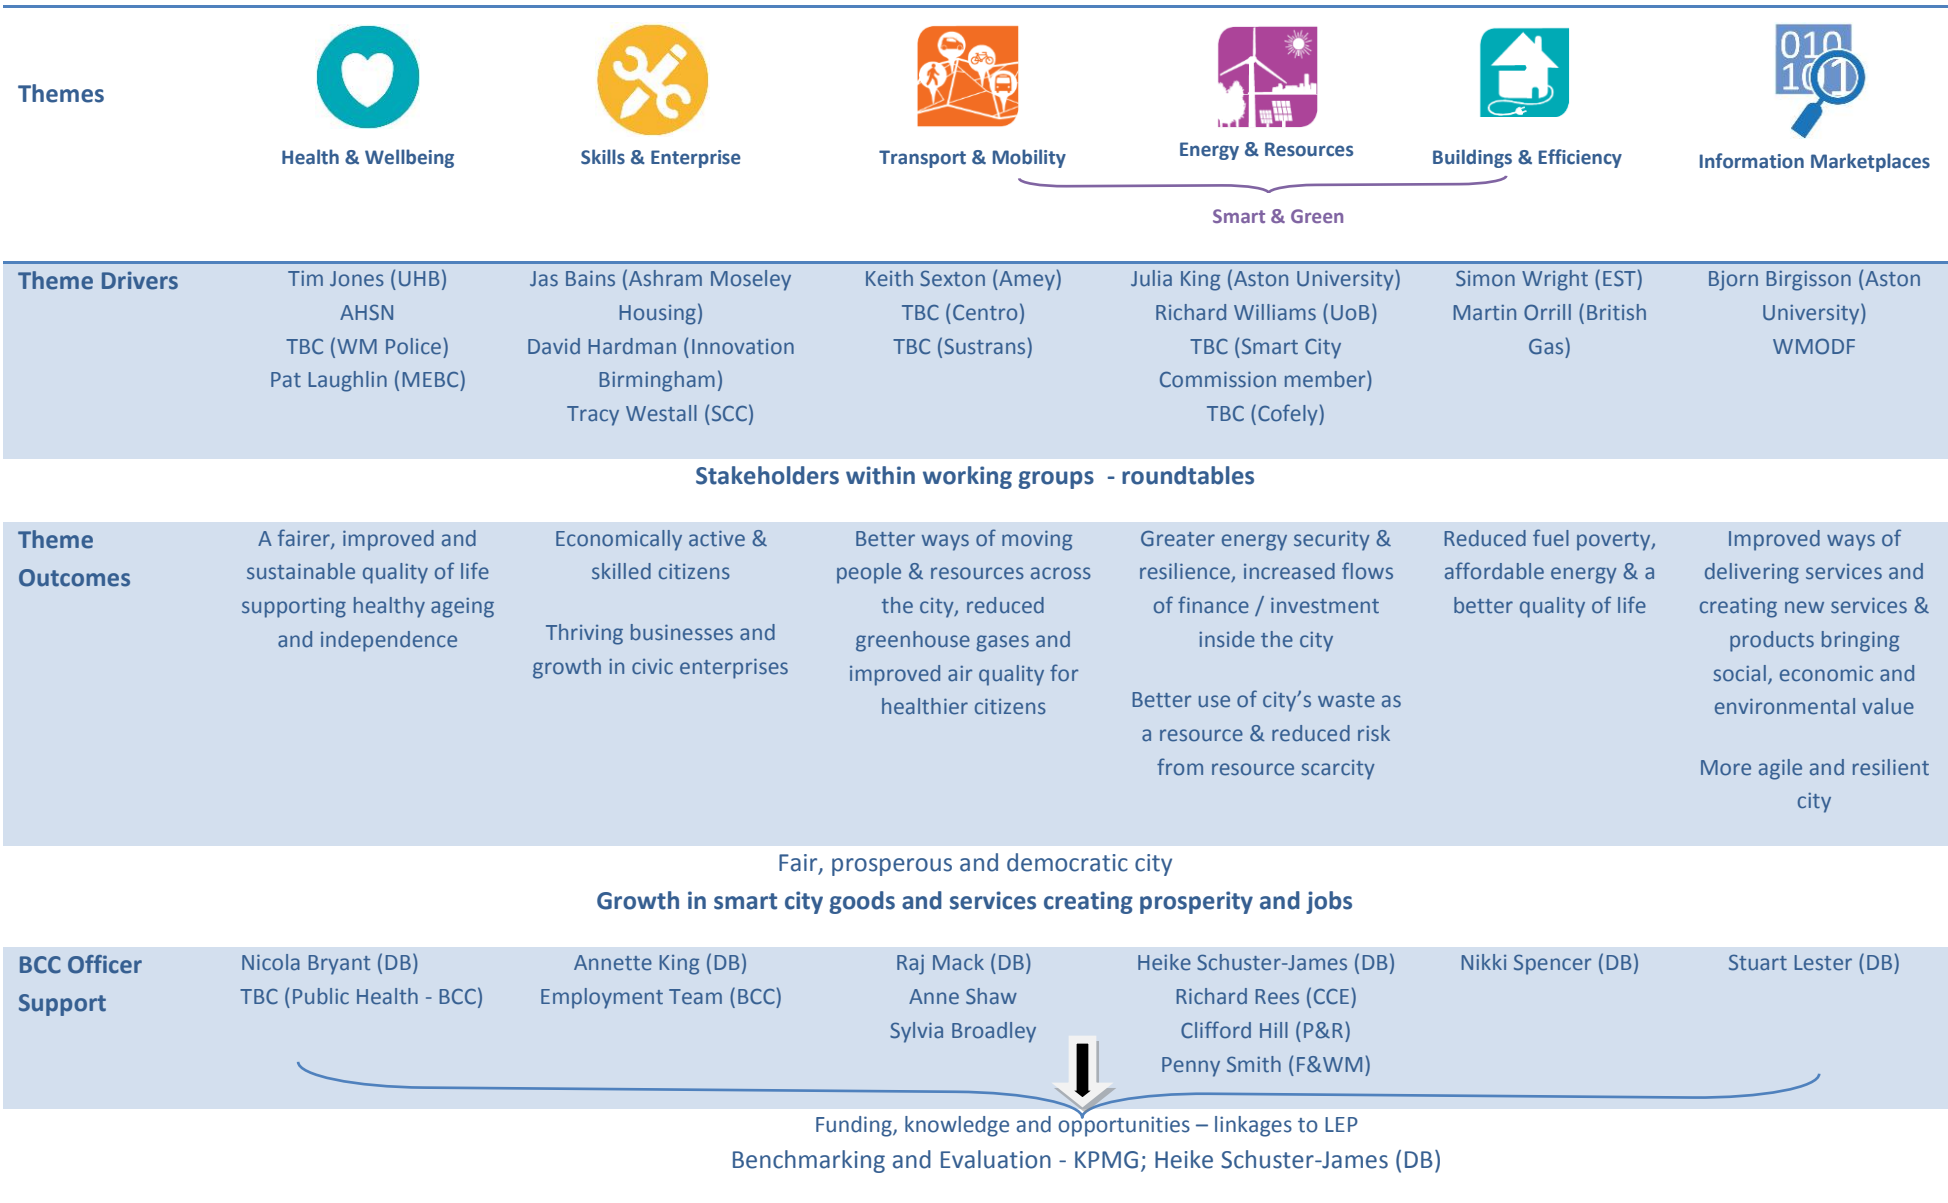 Themes
010
101
Health & Wellbeing
Skills & Enterprise
Transport & Mobility
Energy & Resources
Buildings & Efficiency
Information Marketplaces
Smart & Green
Theme Drivers
Tim Jones (UHB)
AHSN
TBC (WM Police)
Pat Laughlin (MEBC)
Jas Bains (Ashram Moseley
Housing)
David Hardman (Innovation
Birmingham)
Tracy Westall (SCC)
Keith Sexton (Amey)
TBC (Centro)
TBC (Sustrans)
Julia King (Aston University)
Richard Williams (UoB)
TBC (Smart City
Commission member)
TBC (Cofely)
Simon Wright (EST)
Martin Orrill (British
Gas)
Bjorn Birgisson (Aston
University)
WMODF
Stakeholders within working groups - roundtables
Theme
Outcomes
A fairer, improved and
sustainable quality of life
supporting healthy ageing
and independence
Economically active &
skilled citizens
Thriving businesses and
growth in civic enterprises
Better ways of moving
people & resources across
the city, reduced
greenhouse gases and
improved air quality for
healthier citizens
Greater energy security &
resilience, increased flows
of finance / investment
inside the city
Better use of city’s waste as
a resource & reduced risk
from resource scarcity
Reduced fuel poverty,
affordable energy & a
better quality of life
Improved ways of
delivering services and
creating new services &
products bringing
social, economic and
environmental value
More agile and resilient
city
Fair, prosperous and democratic city
Growth in smart city goods and services creating prosperity and jobs
BCC Officer
Support
Nicola Bryant (DB)
TBC (Public Health - BCC)
Annette King (DB)
Employment Team (BCC)
Raj Mack (DB)
Anne Shaw
Sylvia Broadley
Heike Schuster-James (DB)
Richard Rees (CCE)
Clifford Hill (P&R)
Penny Smith (F&WM)
Nikki Spencer (DB)
Stuart Lester (DB)
Funding, knowledge and opportunities – linkages to LEP
Benchmarking and Evaluation - KPMG; Heike Schuster-James (DB)